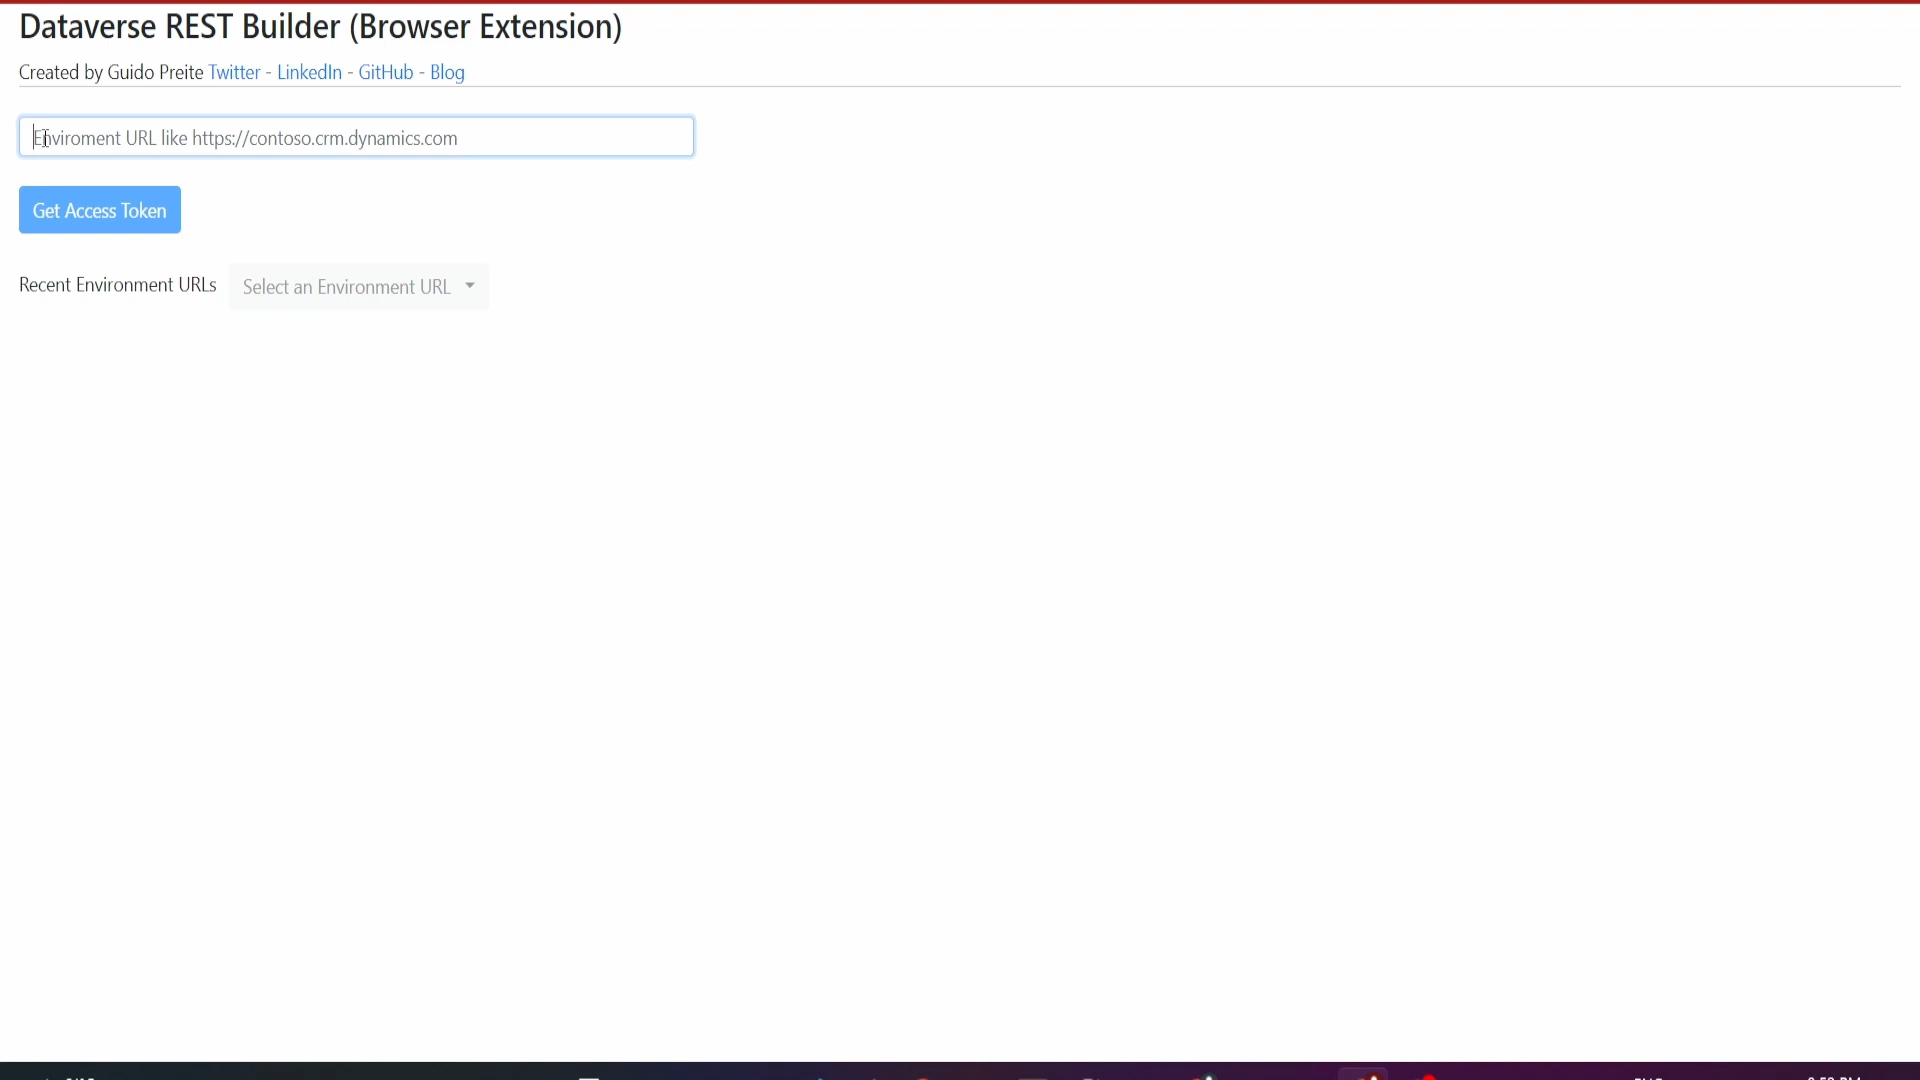 Dataverse REST Builder (Browser Extension)
Created by Guido Preite Twitter - LinkedIn - GitHub - Blog
Enviroment URL like https://contoso.crm.dynamics.com
Get Access Token
Recent Environment URLs Select an Environment URL